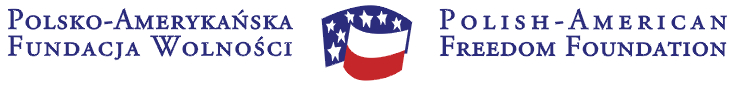 Polsko-Amerykańska
Fundacja Wolności
Polish-American
Freedom Foundation